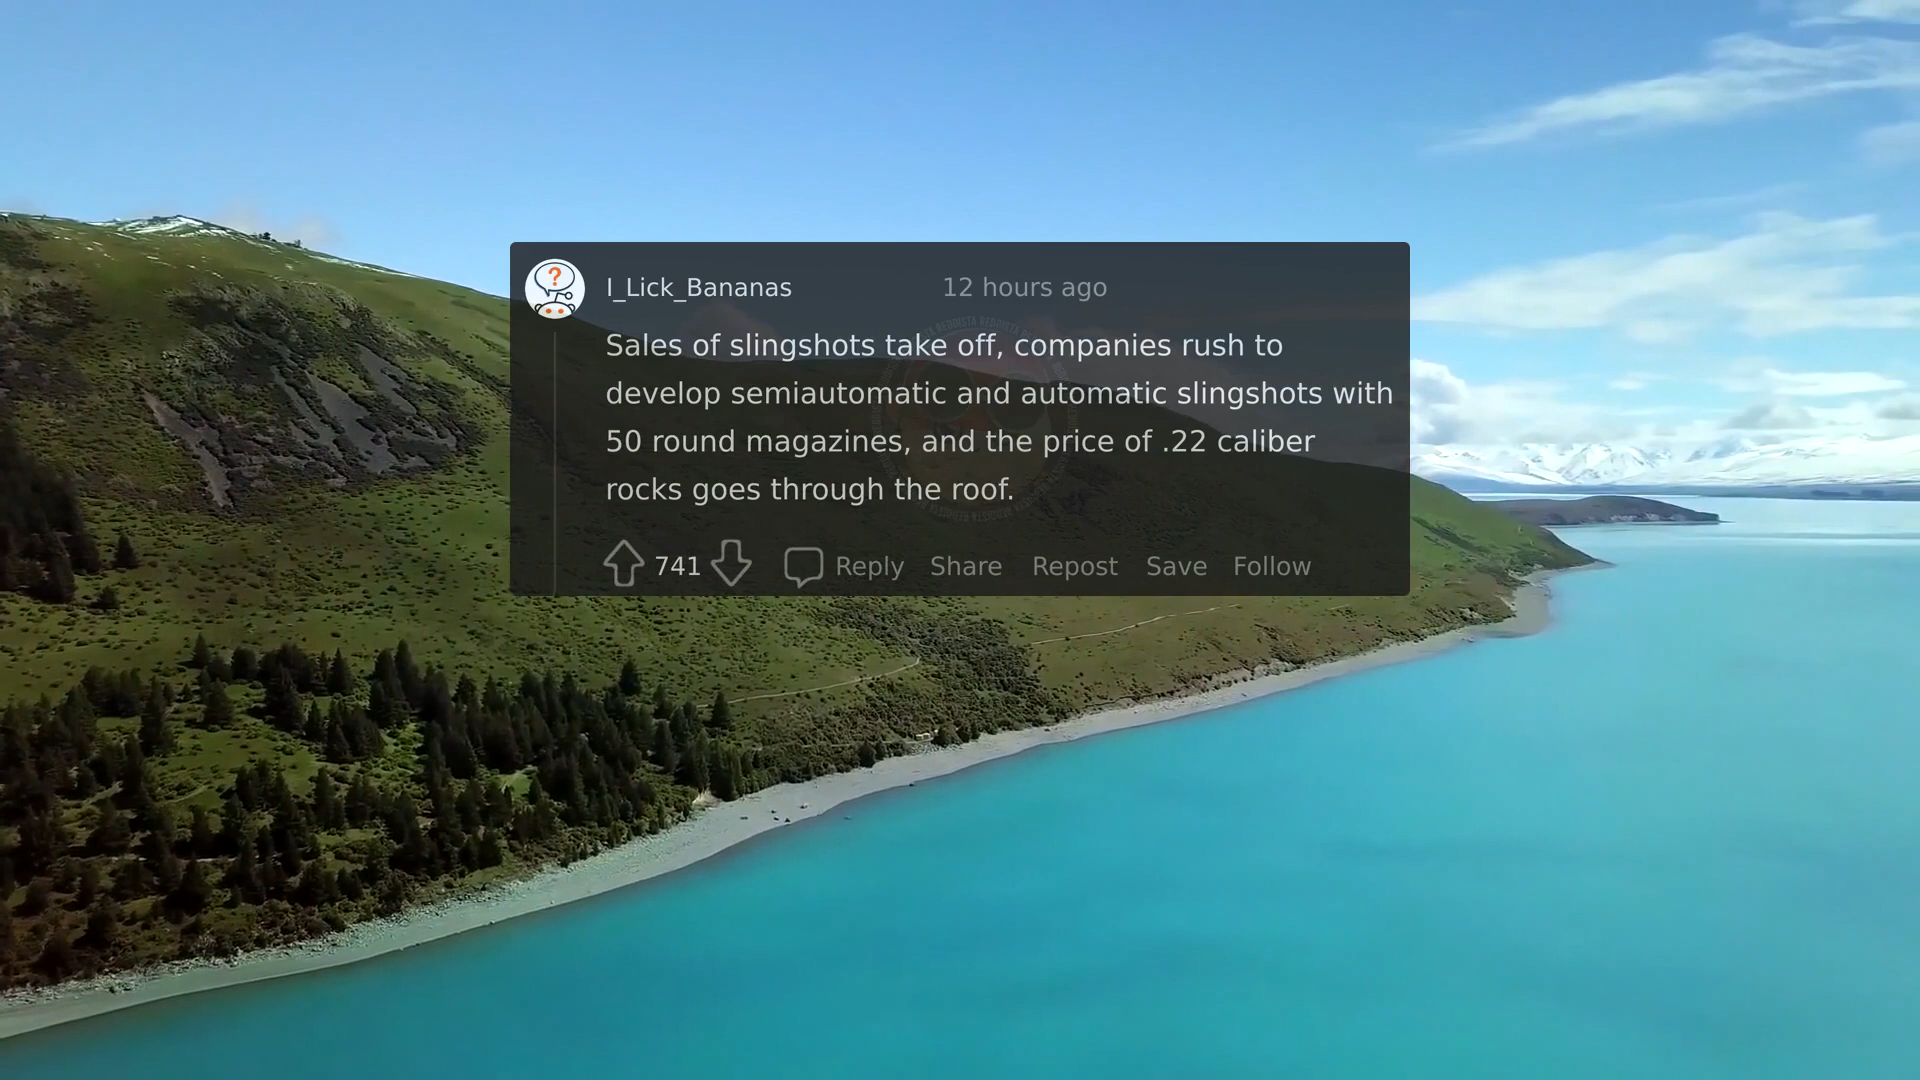 I_Lick_Bananas 12 hours ago
Sales of slingshots take off, companies rush to
develop semiautomatic and automatic slingshots with
50 round magazines, and the price of .22 caliber
rocks goes through the roof.
741 Reply Share Repost Save Follow